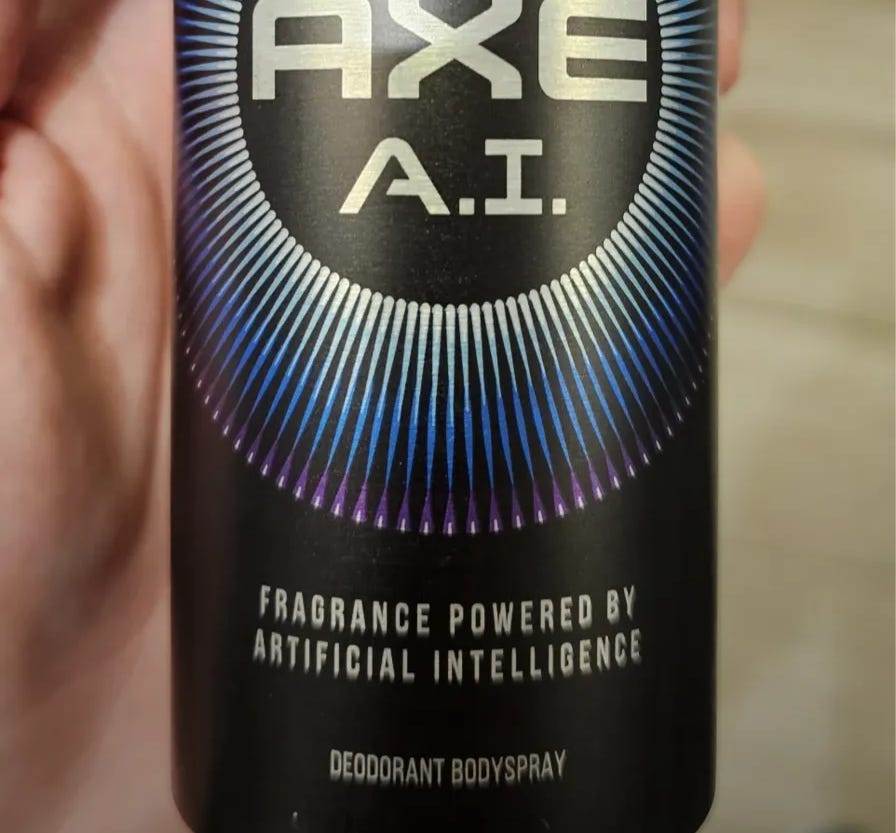 AXE
A.I.
FRAGRANCE POWERED BY
ARTIFICIAL INTELLIGENCE
DEODORANT BODYSPRAY